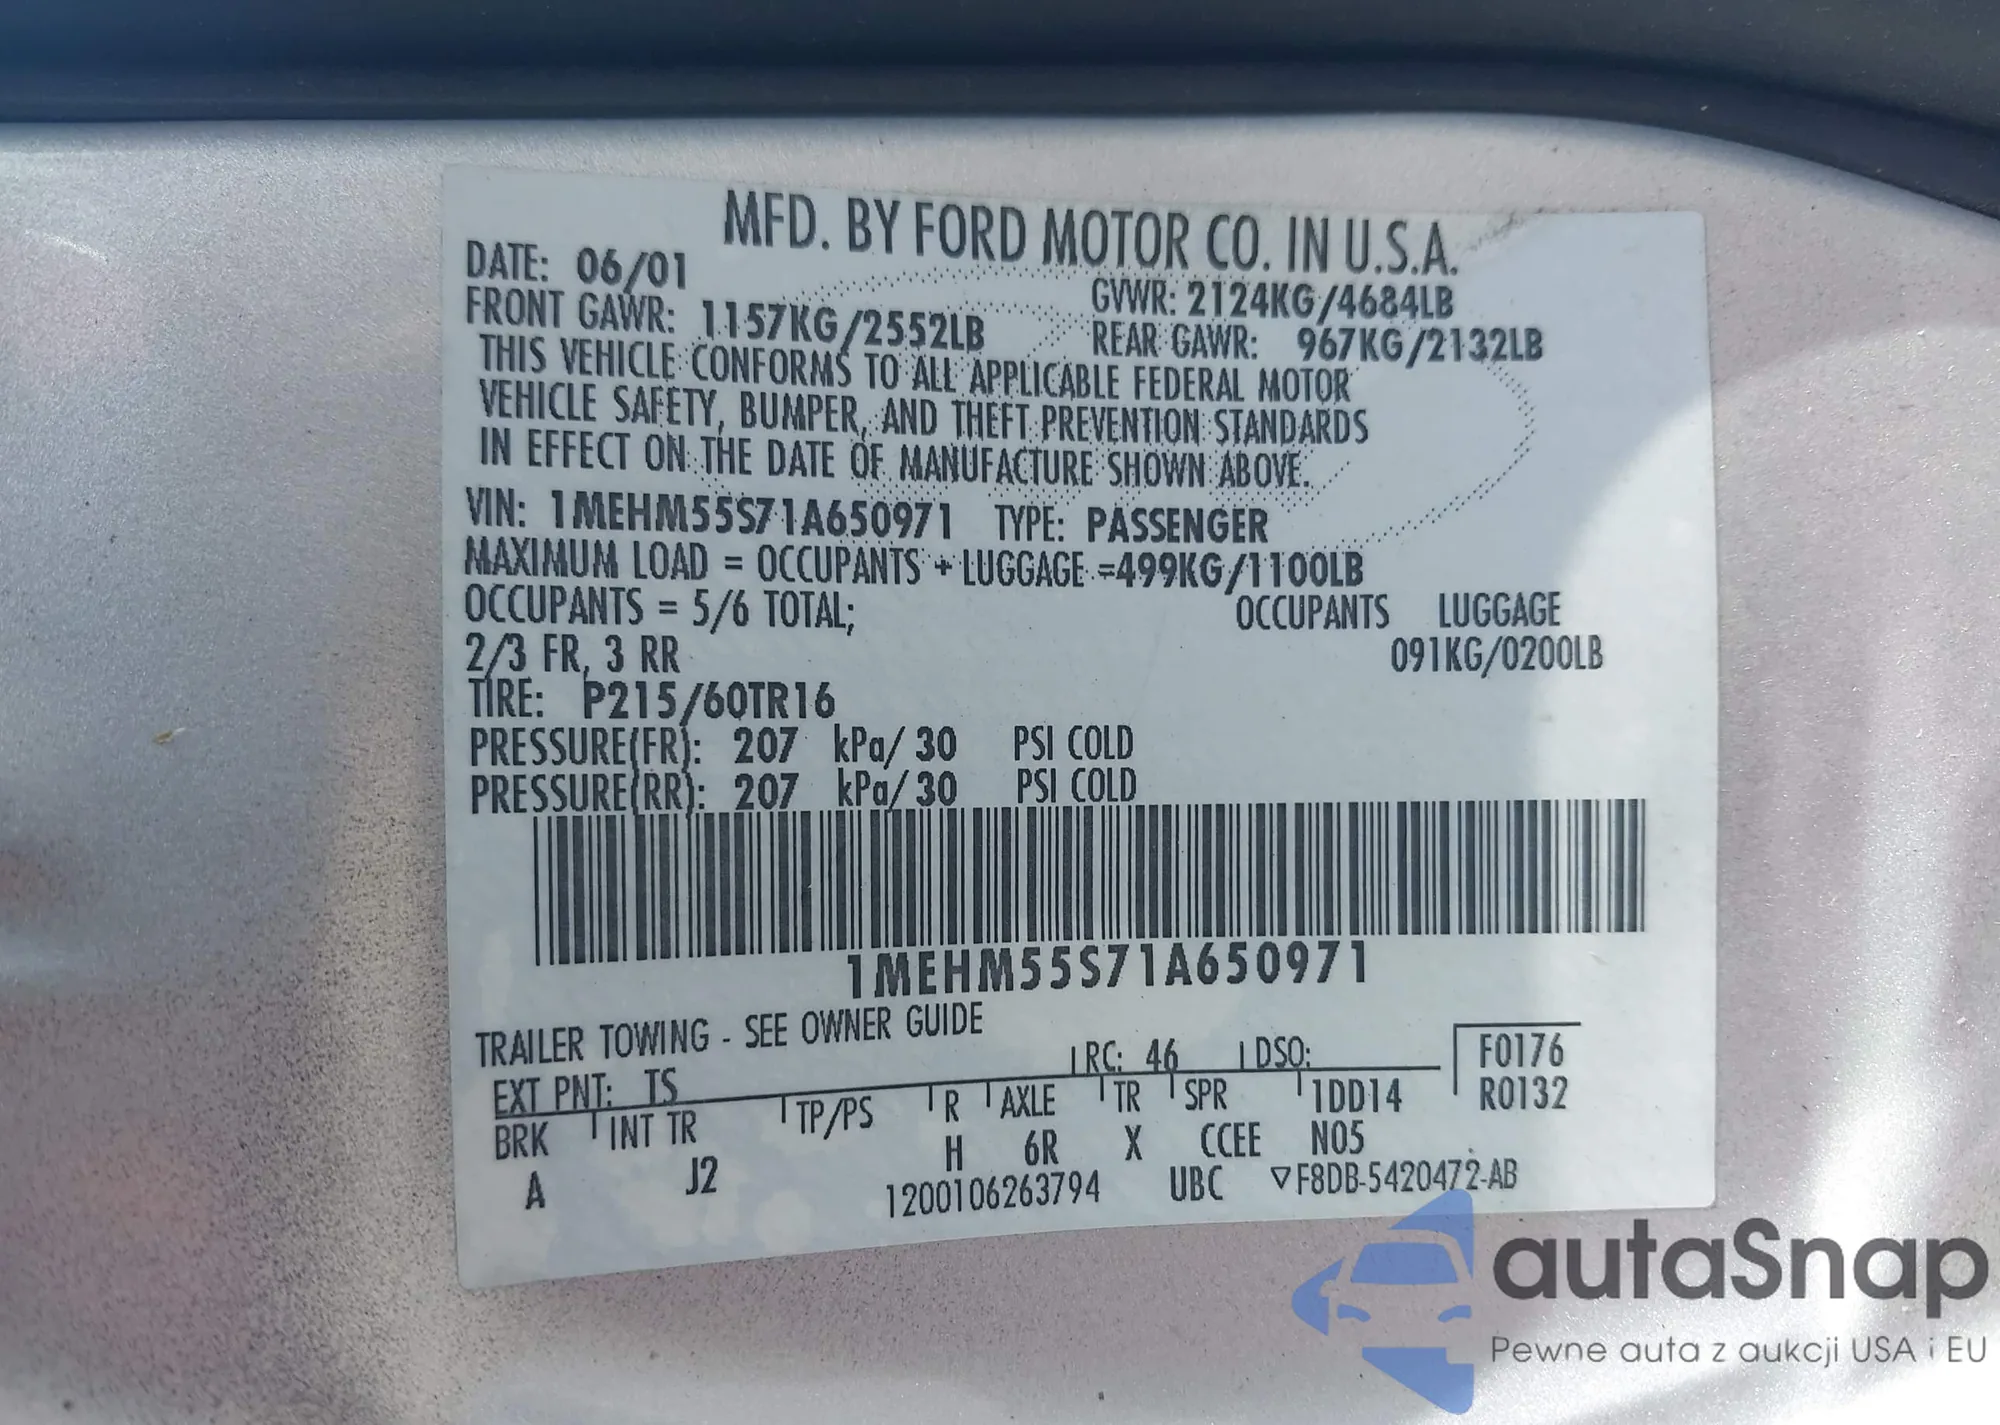 MFD. BY FORD MOTOR CO. IN U.S.A.
DATE: 06/01
GVWR: 2124KG/4684LB
FRONT GAWR: 1157KG/2552LB
REAR GAWR: 967KG/2132LB
THIS VEHICLE CONFORMS TO ALL APPLICABLE FEDERAL MOTOR
VEHICLE SAFETY, BUMPER, AND THEFT PREVENTION STANDARDS
IN EFFECT ON THE DATE OF MANUFACTURE SHOWN ABOVE.
VIN: 1MEHM55S71A650971 TYPE: PASSENGER
MAXIMUM LOAD = OCCUPANTS + LUGGAGE =499KG/1100LB
OCCUPANTS = 5/6 TOTAL; OCCUPANTS LUGGAGE
2/3 FR, 3 RR 091KG/0200LB
TIRE: P215/60TR16
PRESSURE(FR): 207 kPa/ 30 PSI COLD
PRESSURE(RR): 207 kPa/ 30 PSI COLD
1MEHM55S71A650971
TRAILER TOWING - SEE OWNER GUIDE
EXT PNT: TS RC: 46 DSO: F0176
BRK INT TR TP/PS R AXLE TR SPR 1DD14 R0132
A J2 H 6R X CCEE N05
1200106263794 UBC ▽F8DB-5420472-AB
autaSnap
Pewne auta z aukcji USA i EU